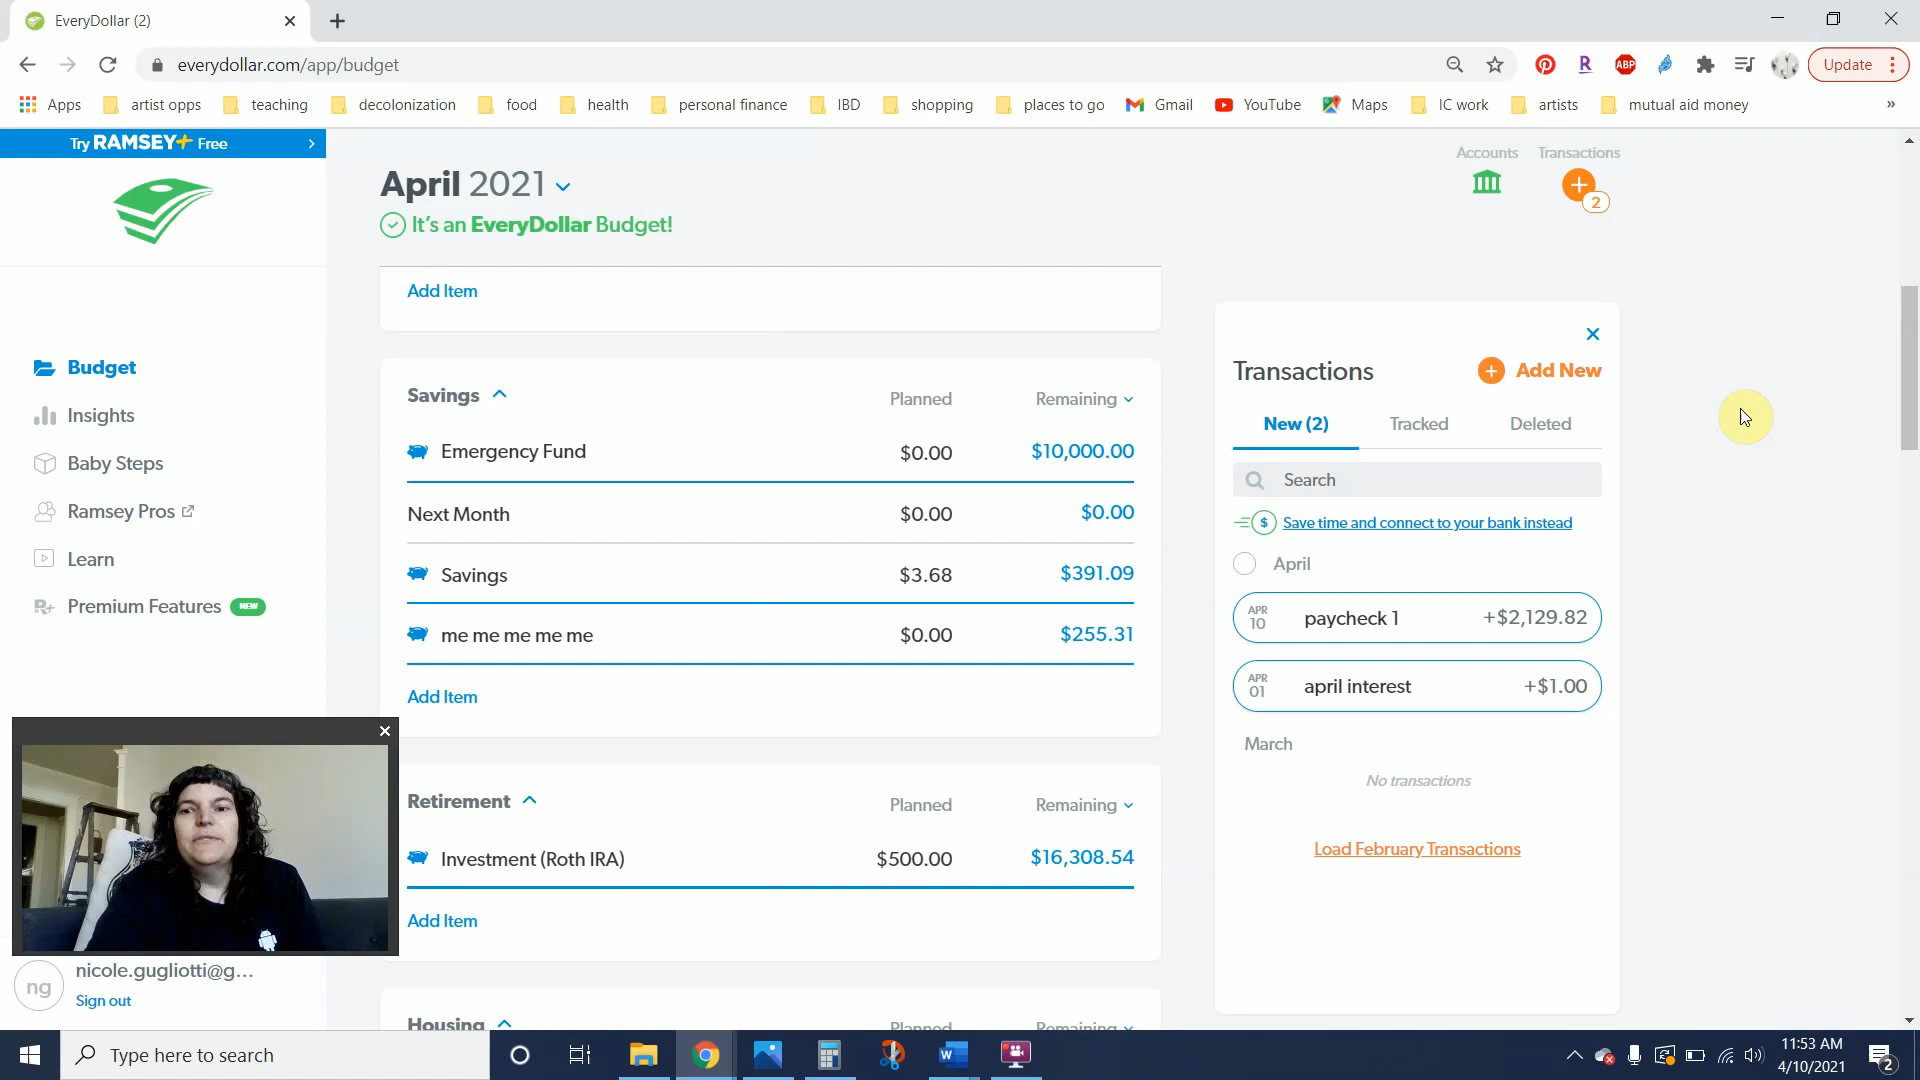 EveryDollar (2)
everydollar.com/app/budget
Update
Apps
artist opps
teaching
decolonization
food
health
personal finance
IBD
shopping
places to go
Gmail
YouTube
Maps
IC work
artists
mutual aid money
»
R
ABP
Try RAMSEY+ Free
Budget
Insights
Baby Steps
Ramsey Pros
Learn
R+ Premium Features NEW
ng
nicole.gugliotti@g...
Sign out
April 2021
It's an EveryDollar Budget!
Accounts
Transactions
2
Add Item
Savings Planned Remaining
Emergency Fund $0.00 $10,000.00
Next Month $0.00 $0.00
Savings $3.68 $391.09
me me me me me $0.00 $255.31
Add Item
Retirement Planned Remaining
Investment (Roth IRA) $500.00 $16,308.54
Add Item
Housing Planned Remaining
Transactions
Add New
New (2) Tracked Deleted
Search
$ Save time and connect to your bank instead
April
APR 10 paycheck 1 +$2,129.82
APR 01 april interest +$1.00
March
No transactions
Load February Transactions
Type here to search
W
11:53 AM
4/10/2021
2